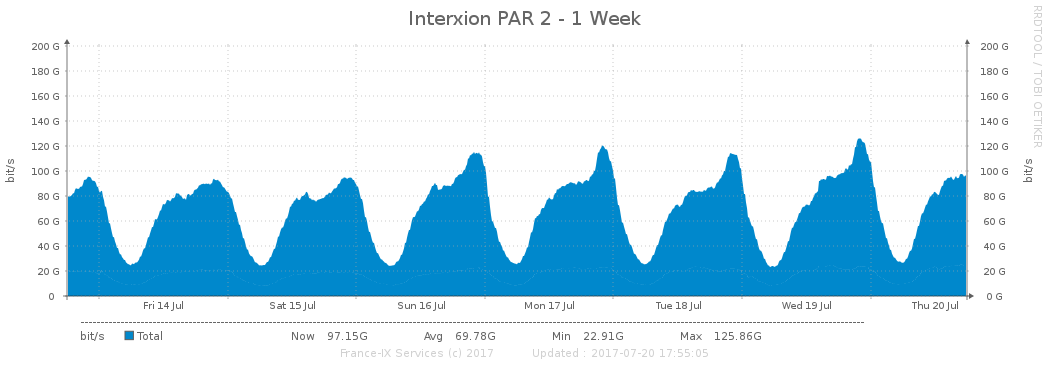 Interxion PAR 2 - 1 Week
RRDTOOL / TOBI OETIKER
200 G 200 G
180 G 180 G
160 G 160 G
140 G 140 G
120 G 120 G
100 G 100 G
80 G 80 G
60 G 60 G
40 G 40 G
20 G 20 G
0 0 G
bit/s
bit/s
Fri 14 Jul Sat 15 Jul Sun 16 Jul Mon 17 Jul Tue 18 Jul Wed 19 Jul Thu 20 Jul
bit/s Total Now 97.15G Avg 69.78G Min 22.91G Max 125.86G
France-IX Services (c) 2017 Updated : 2017-07-20 17:55:05